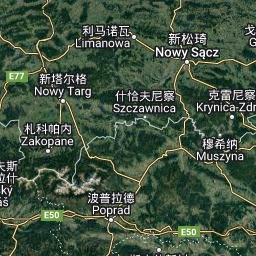 利马诺瓦
Limanowa
新松琦
Nowy Sącz
E77
新塔尔格
Nowy Targ
什恰夫尼察
Szczawnica
克雷尼察
Krynica-Zdr
札科帕内
Zakopane
穆希纳
Muszyna
波普拉德
Poprad
E50
E50